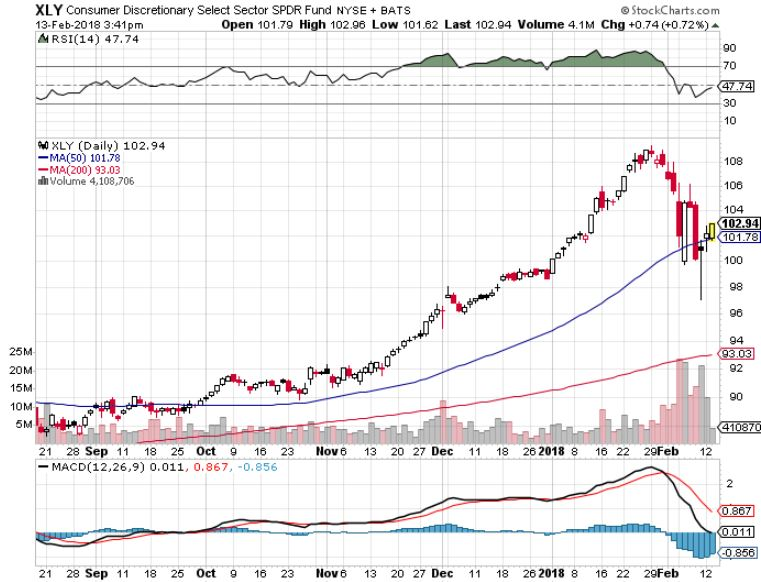 XLY Consumer Discretionary Select Sector SPDR Fund NYSE + BATS © StockCharts.com
13-Feb-2018 3:41pm Open 101.79 High 102.96 Low 101.62 Last 102.94 Volume 4.1M Chg +0.74 (+0.72%)
RSI(14) 47.74
90
70
47.74
30
10
XLY (Daily) 102.94
MA(50) 101.78
MA(200) 93.03
Volume 4,108,706
108
106
104
102.94
101.78
100
98
96
94
25M 93.03
20M 92
15M
10M 90
5M 410870
21 28 Sep 11 18 25 Oct 9 16 23 Nov 6 13 20 27 Dec 11 18 26 2018 8 16 22 29 Feb 12
MACD(12,26,9) 0.011, 0.867, -0.856
2
0.867
0.011
-0.856
21 28 Sep 11 18 25 Oct 9 16 23 Nov 6 13 20 27 Dec 11 18 26 2018 8 16 22 29 Feb 12